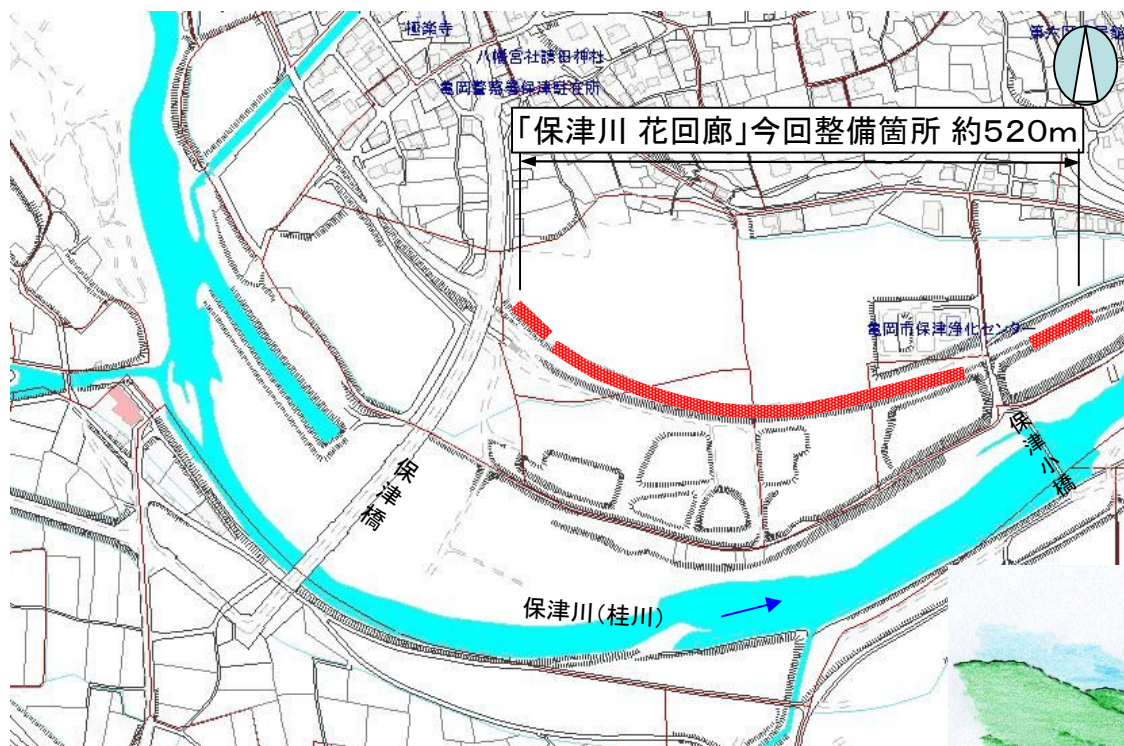 極楽寺
八幡宮社請田神社
亀岡警察署保津駐在所
「保津川 花回廊」今回整備箇所 約520m
亀岡市保津浄化センター
保津小橋
保津橋
保津川(桂川)